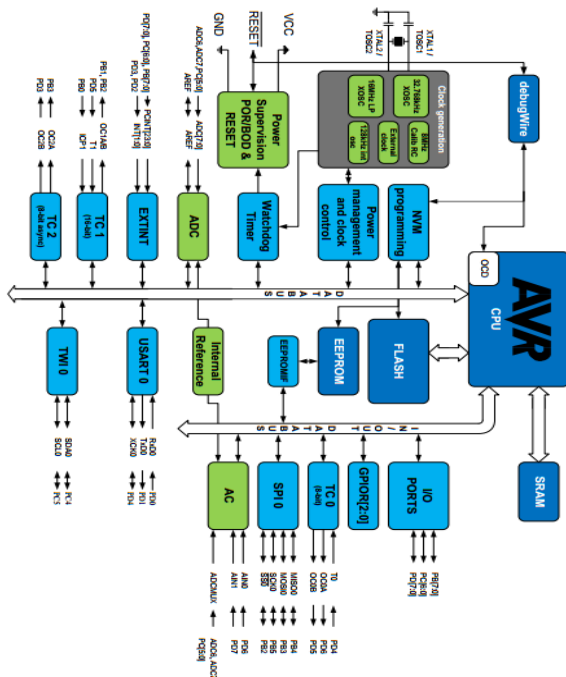 SRAM
debugWire
AVR
CPU
OCD
XTAL1 /
TOSC1
XTAL2 /
TOSC2
Clock generation
32.768kHz
XOSC
8MHz
Calib RC
16MHz LP
XOSC
External
clock
128kHz int
osc
NVM
programming
FLASH
Power
management
and clock
control
EEPROM
EEPROMIF
VCC
RESET
GND
Power
Supervision
POR/BOD &
RESET
Watchdog
Timer
Internal
Reference
DATABUS
IN/OUT DATABUS
I/O
PORTS
PB[7:0]
PC[6:0]
PD[7:0]
GPIOR[2:0]
TC 0
(8-bit)
T0
OC0A
OC0B
PD4
PD6
PD5
SPI 0
MISO0
MOSI0
SCK0
SS0
PB4
PB3
PB5
PB2
AC
AIN0
AIN1
ADCMUX
PD6
PD7
ADC6, ADC
PC[5:0]
ADC6,ADC7,PC[5:0]
AREF
ADC[7:0]
AREF
ADC
PD[7:0], PC[6:0], PB[7:0]
PD3, PD2
PCINT[23:0]
INT[1:0]
EXTINT
PB1, PB2
PD5
PB0
OC1A/B
T1
ICP1
TC 1
(16-bit)
PB3
PD3
OC2A
OC2B
TC 2
(8-bit async)
USART 0
RxD0
TxD0
XCK0
PD0
PD1
PD4
TWI 0
SDA0
SCL0
PC4
PC5